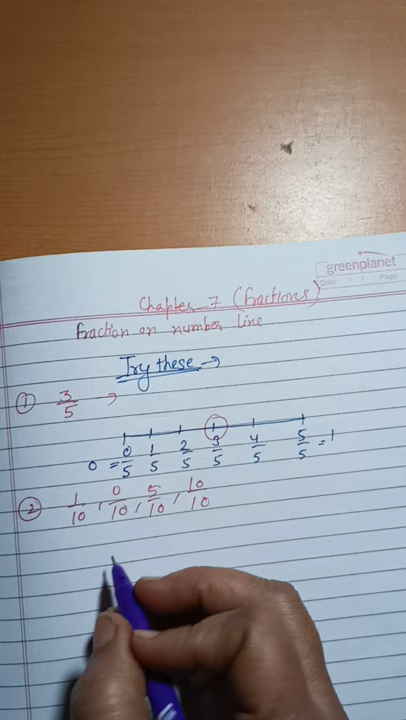 greenplanet
Date: / / Page:
Chapter 7 (fractions)
fraction on number line
Try these →
① 3/5 →
0 = 0/5 1/5 2/5 3/5 4/5 5/5 = 1
② 1/10, 0/10, 5/10, 10/10